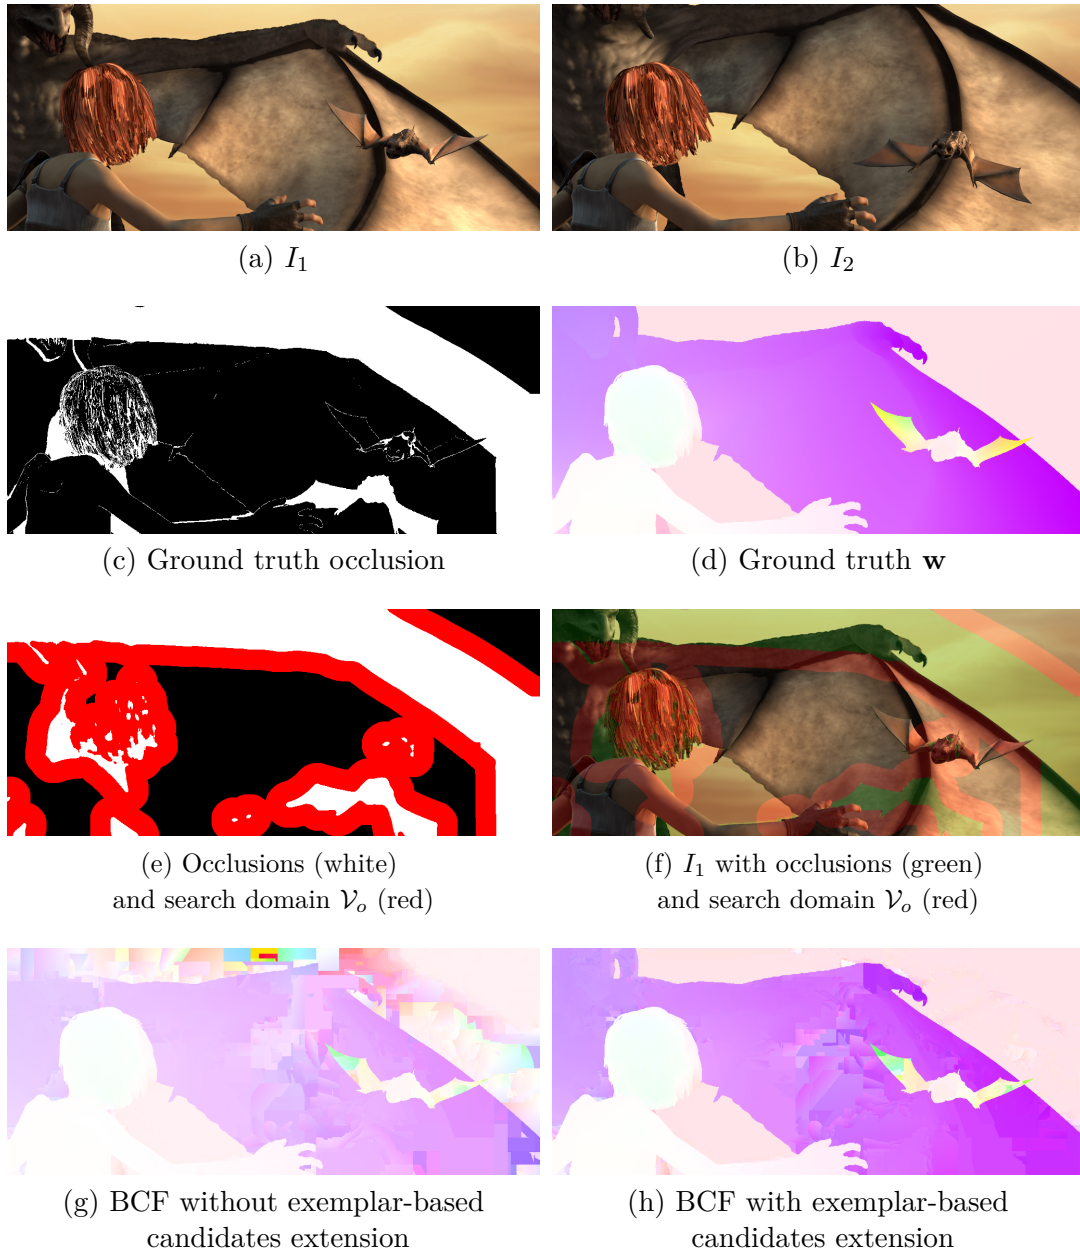 (a) I₁
(b) I₂
(c) Ground truth occlusion
(d) Ground truth w
(e) Occlusions (white)
and search domain 𝒱ₒ (red)
(f) I₁ with occlusions (green)
and search domain 𝒱ₒ (red)
(g) BCF without exemplar-based
candidates extension
(h) BCF with exemplar-based
candidates extension